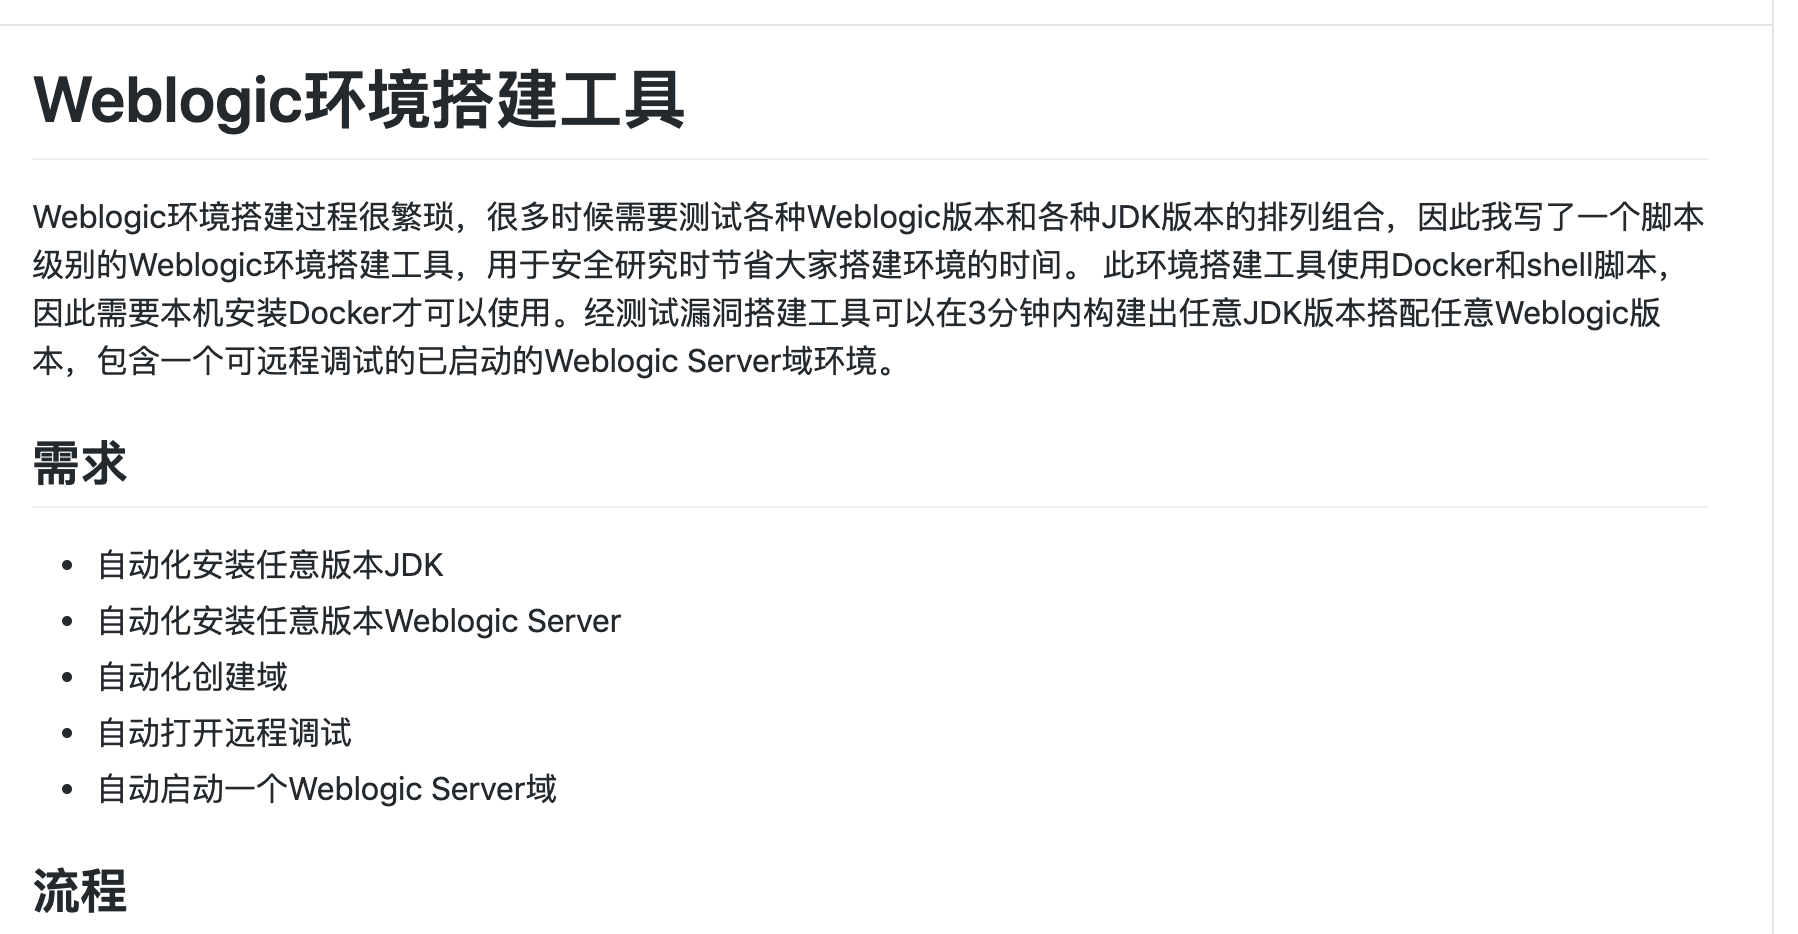 Weblogic环境搭建工具
Weblogic环境搭建过程很繁琐，很多时候需要测试各种Weblogic版本和各种JDK版本的排列组合，因此我写了一个脚本
级别的Weblogic环境搭建工具，用于安全研究时节省大家搭建环境的时间。 此环境搭建工具使用Docker和shell脚本，
因此需要本机安装Docker才可以使用。经测试漏洞搭建工具可以在3分钟内构建出任意JDK版本搭配任意Weblogic版
本，包含一个可远程调试的已启动的Weblogic Server域环境。
需求
• 自动化安装任意版本JDK
• 自动化安装任意版本Weblogic Server
• 自动化创建域
• 自动打开远程调试
• 自动启动一个Weblogic Server域
流程